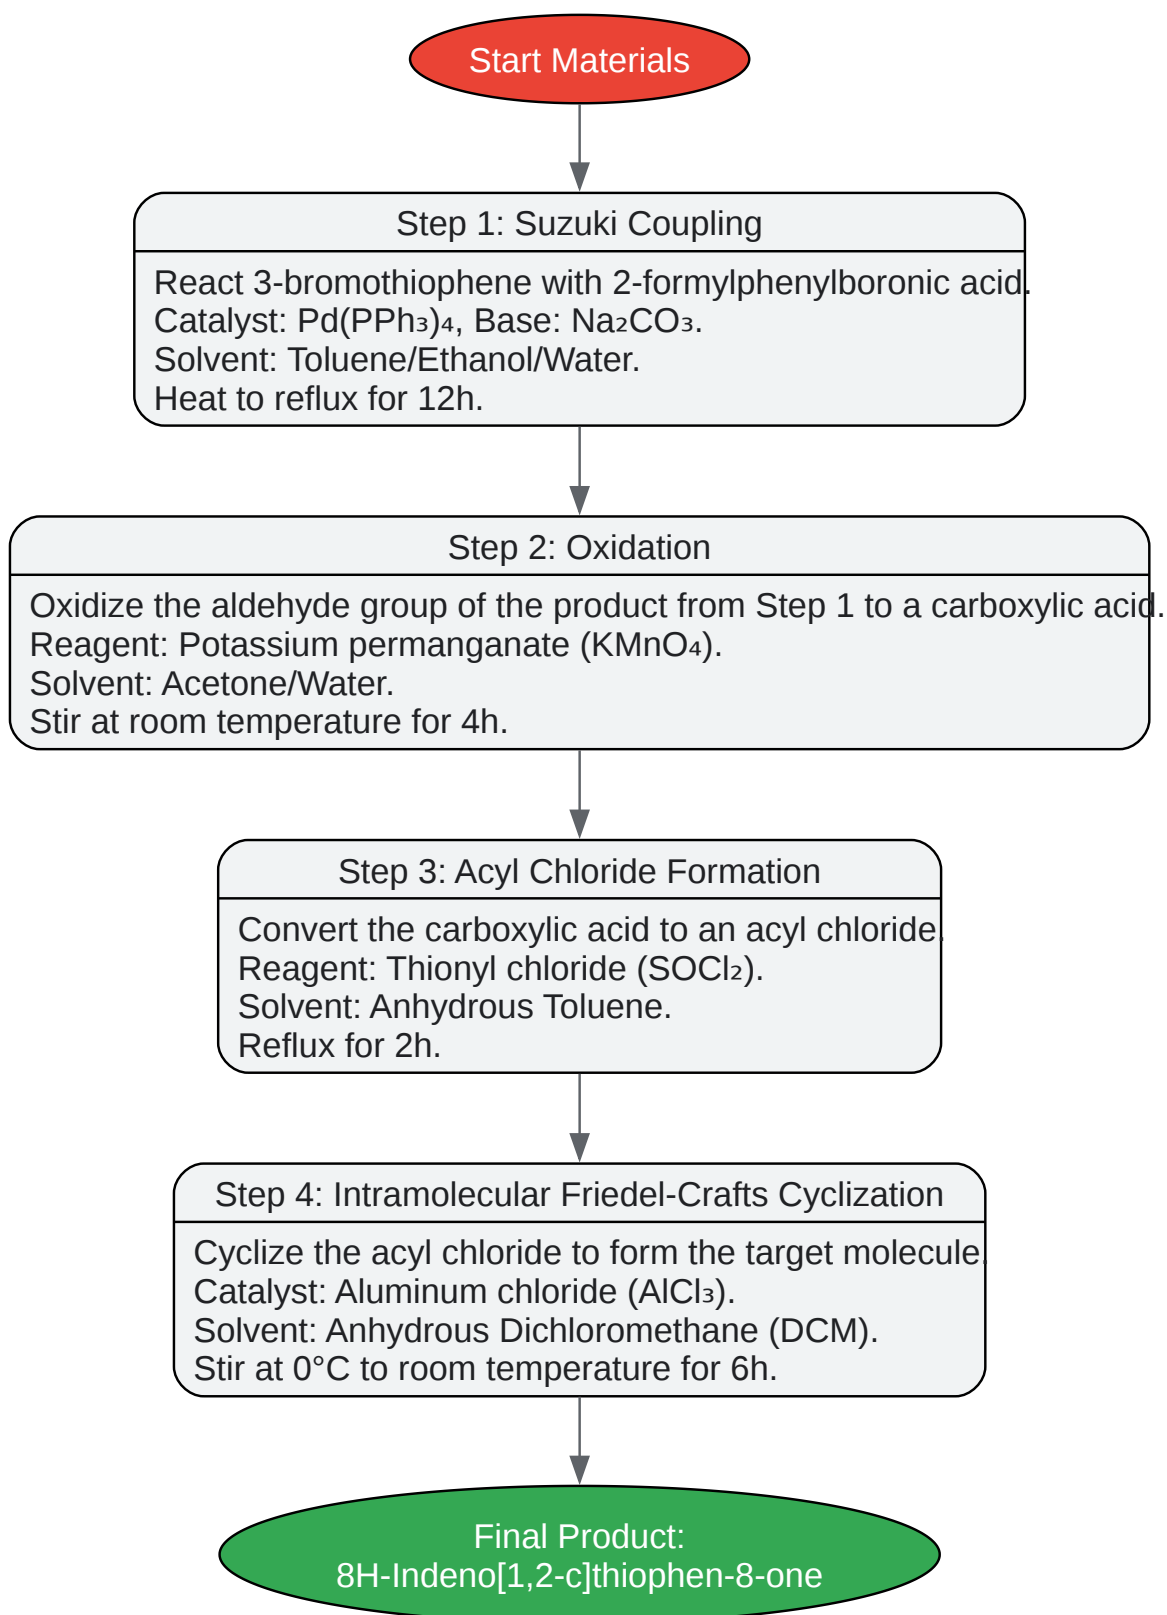 Start Materials
Step 1: Suzuki Coupling
React 3-bromothiophene with 2-formylphenylboronic acid.
Catalyst: Pd(PPh₃)₄, Base: Na₂CO₃.
Solvent: Toluene/Ethanol/Water.
Heat to reflux for 12h.
Step 2: Oxidation
Oxidize the aldehyde group of the product from Step 1 to a carboxylic acid.
Reagent: Potassium permanganate (KMnO₄).
Solvent: Acetone/Water.
Stir at room temperature for 4h.
Step 3: Acyl Chloride Formation
Convert the carboxylic acid to an acyl chloride.
Reagent: Thionyl chloride (SOCl₂).
Solvent: Anhydrous Toluene.
Reflux for 2h.
Step 4: Intramolecular Friedel-Crafts Cyclization
Cyclize the acyl chloride to form the target molecule.
Catalyst: Aluminum chloride (AlCl₃).
Solvent: Anhydrous Dichloromethane (DCM).
Stir at 0°C to room temperature for 6h.
Final Product:
8H-Indeno[1,2-c]thiophen-8-one